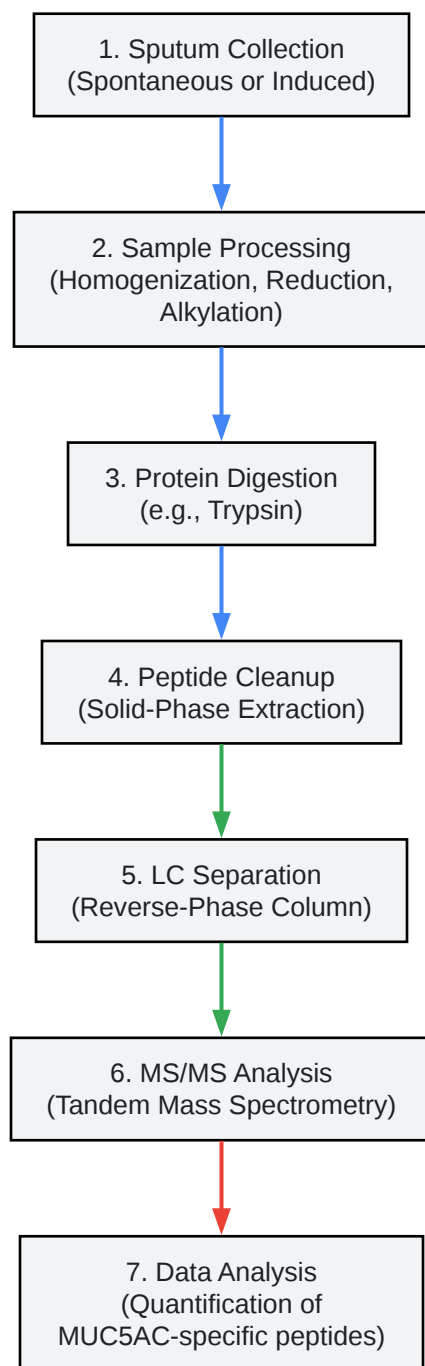 1. Sputum Collection
(Spontaneous or Induced)
2. Sample Processing
(Homogenization, Reduction,
Alkylation)
3. Protein Digestion
(e.g., Trypsin)
4. Peptide Cleanup
(Solid-Phase Extraction)
5. LC Separation
(Reverse-Phase Column)
6. MS/MS Analysis
(Tandem Mass Spectrometry)
7. Data Analysis
(Quantification of
MUC5AC-specific peptides)